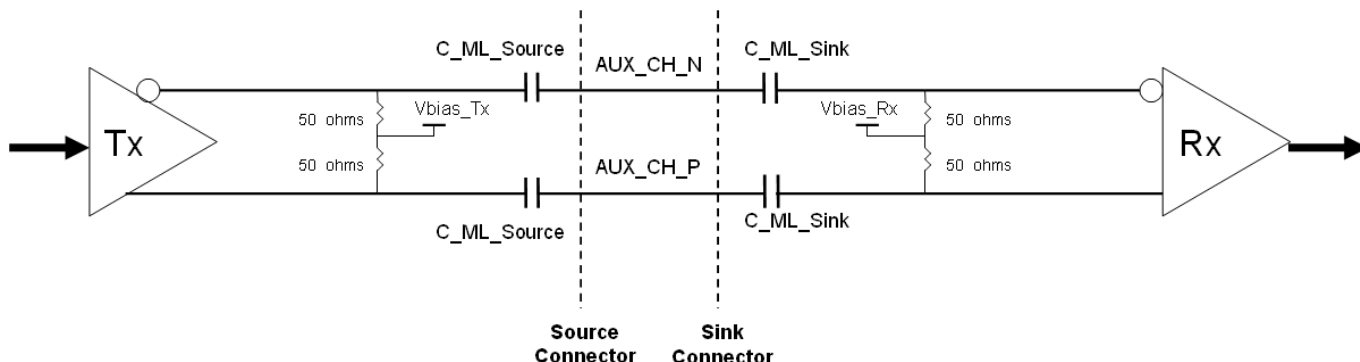 C_ML_Source
C_ML_Sink
AUX_CH_N
Vbias_Tx
Vbias_Rx
50 ohms
50 ohms
Tx
Rx
50 ohms
50 ohms
AUX_CH_P
C_ML_Source
C_ML_Sink
Source
Connector
Sink
Connector